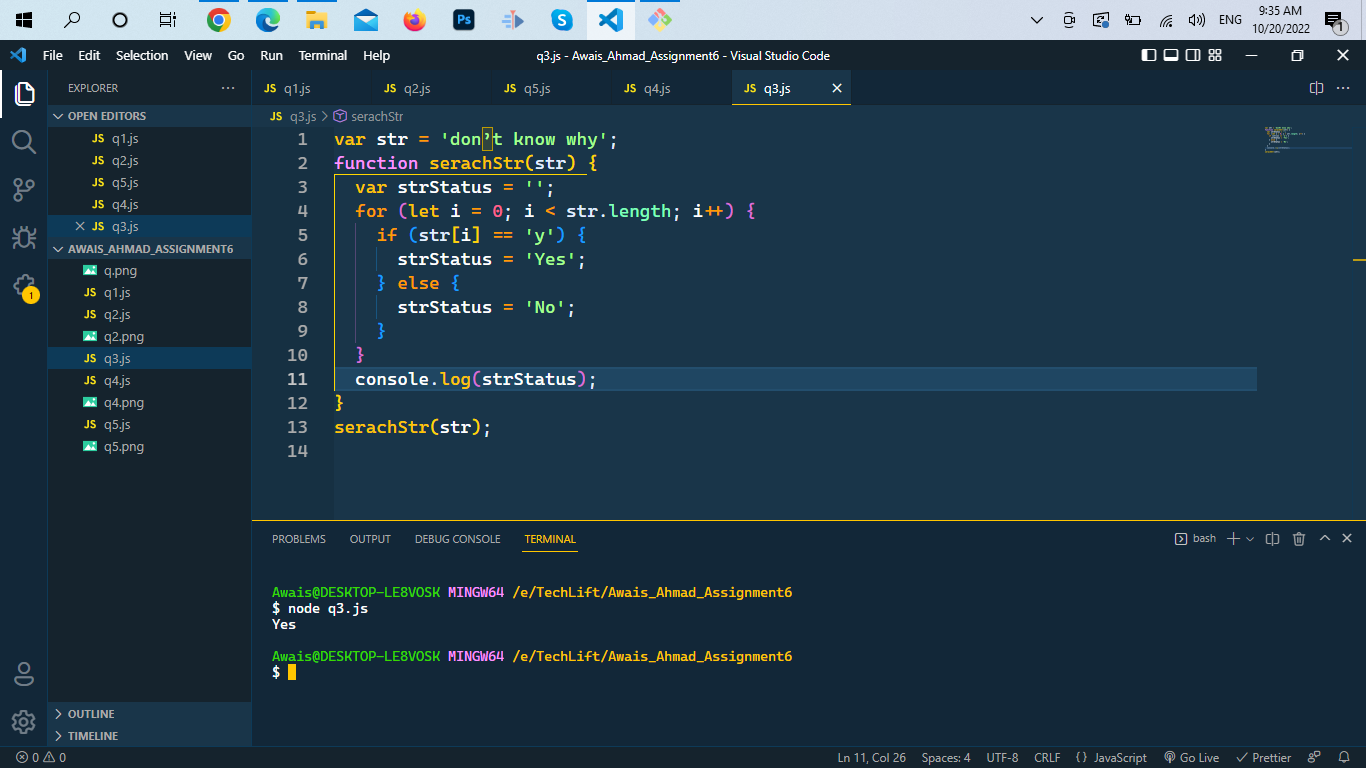 9:35 AM
ENG
10/20/2022
1
Ps
S
File Edit Selection View Go Run Terminal Help
q3.js - Awais_Ahmad_Assignment6 - Visual Studio Code
EXPLORER
JS q1.js
JS q2.js
JS q5.js
JS q4.js
JS q3.js
OPEN EDITORS
JS q1.js
JS q2.js
JS q5.js
JS q4.js
JS q3.js
AWAIS_AHMAD_ASSIGNMENT6
q.png
JS q1.js
JS q2.js
q2.png
JS q3.js
JS q4.js
q4.png
JS q5.js
q5.png
OUTLINE
TIMELINE
1
JS q3.js > serachStr
1 var str = 'don’t know why';
2 function serachStr(str) {
3 var strStatus = '';
4 for (let i = 0; i < str.length; i++) {
5 if (str[i] == 'y') {
6 strStatus = 'Yes';
7 } else {
8 strStatus = 'No';
9 }
10 }
11 console.log(strStatus);
12 }
13 serachStr(str);
14
PROBLEMS OUTPUT DEBUG CONSOLE TERMINAL
bash
Awais@DESKTOP-LE8VOSK MINGW64 /e/TechLift/Awais_Ahmad_Assignment6
$ node q3.js
Yes
Awais@DESKTOP-LE8VOSK MINGW64 /e/TechLift/Awais_Ahmad_Assignment6
$
0 0
Ln 11, Col 26 Spaces: 4 UTF-8 CRLF {} JavaScript Go Live Prettier